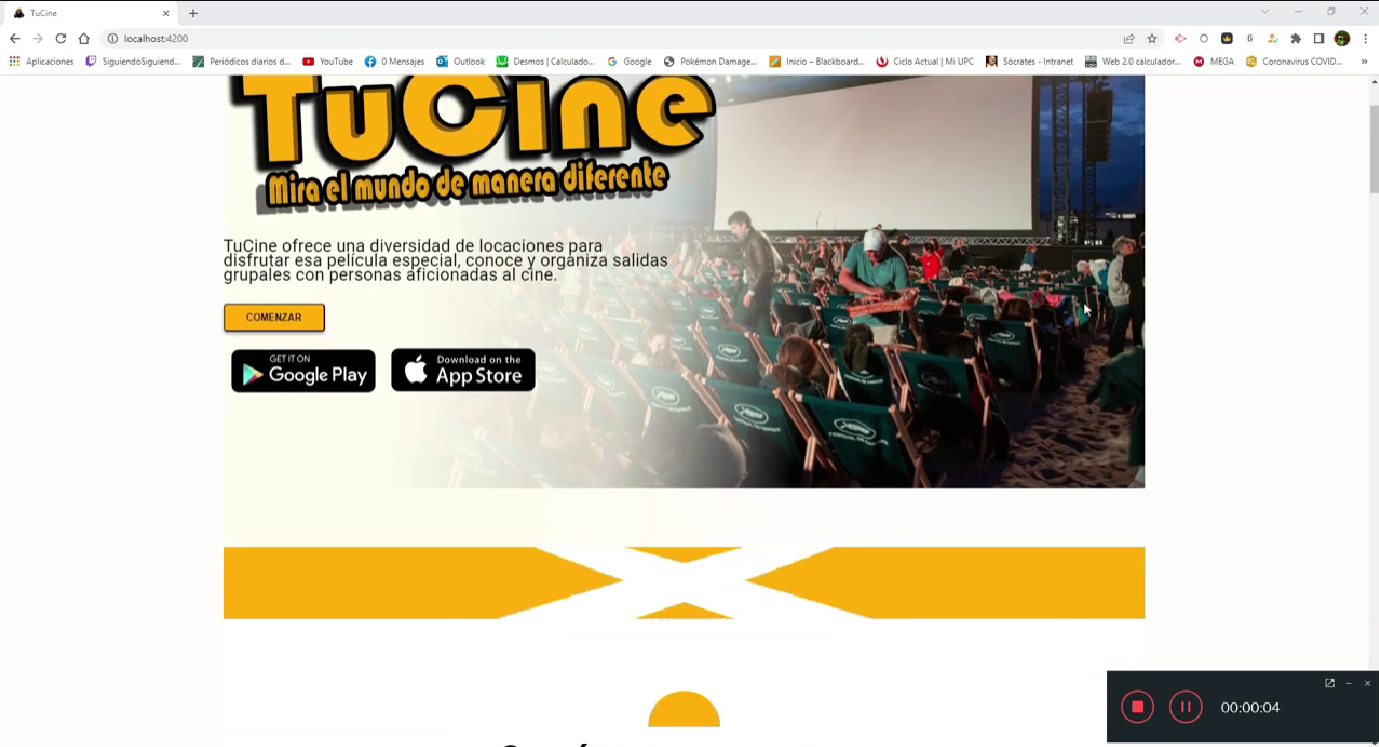 TuCine
localhost:4200
Aplicaciones
SiguiendoSiguiend...
Periódicos diarios d...
YouTube
0 Mensajes
Outlook
Desmos | Calculado...
Google
Pokémon Damage...
Inicio – Blackboard...
Ciclo Actual | Mi UPC
Sócrates - Intranet
Web 2.0 calculador...
MEGA
Coronavirus COVID...
»
TuCine
Mira el mundo de manera diferente
TuCine ofrece una diversidad de locaciones para
disfrutar esa película especial, conoce y organiza salidas
grupales con personas aficionadas al cine.
COMENZAR
GET IT ON
Google Play
Download on the
App Store
00:00:04